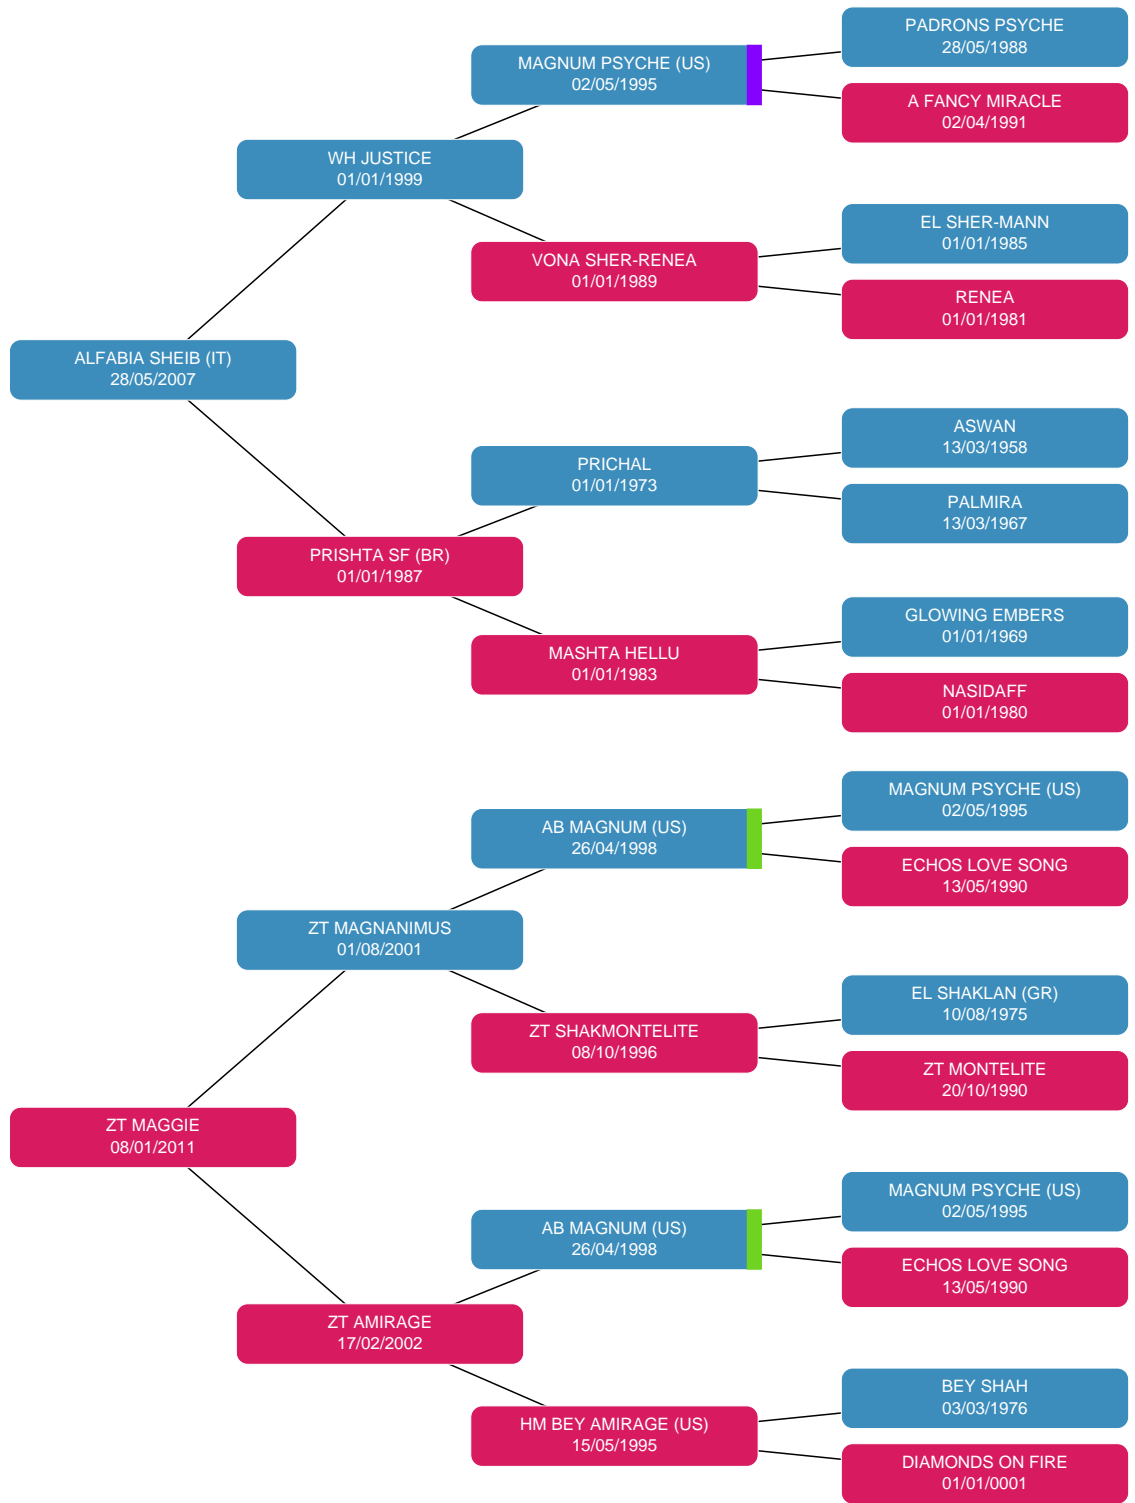 PADRONS PSYCHE
28/05/1988
MAGNUM PSYCHE (US)
02/05/1995
A FANCY MIRACLE
02/04/1991
WH JUSTICE
01/01/1999
EL SHER-MANN
01/01/1985
VONA SHER-RENEA
01/01/1989
RENEA
01/01/1981
ALFABIA SHEIB (IT)
28/05/2007
ASWAN
13/03/1958
PRICHAL
01/01/1973
PALMIRA
13/03/1967
PRISHTA SF (BR)
01/01/1987
GLOWING EMBERS
01/01/1969
MASHTA HELLU
01/01/1983
NASIDAFF
01/01/1980
MAGNUM PSYCHE (US)
02/05/1995
AB MAGNUM (US)
26/04/1998
ECHOS LOVE SONG
13/05/1990
ZT MAGNANIMUS
01/08/2001
EL SHAKLAN (GR)
10/08/1975
ZT SHAKMONTELITE
08/10/1996
ZT MONTELITE
20/10/1990
ZT MAGGIE
08/01/2011
MAGNUM PSYCHE (US)
02/05/1995
AB MAGNUM (US)
26/04/1998
ECHOS LOVE SONG
13/05/1990
ZT AMIRAGE
17/02/2002
BEY SHAH
03/03/1976
HM BEY AMIRAGE (US)
15/05/1995
DIAMONDS ON FIRE
01/01/0001